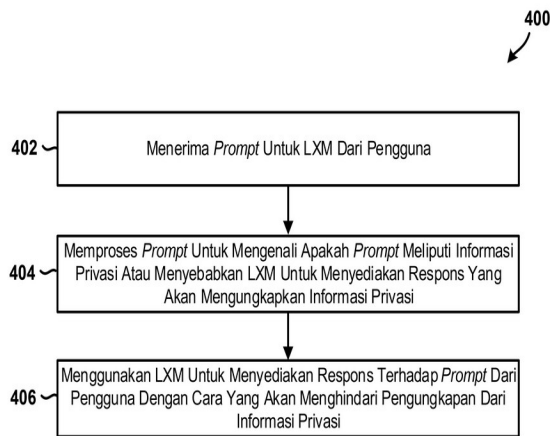 400
402
Menerima Prompt Untuk LXM Dari Pengguna
404
Memproses Prompt Untuk Mengenali Apakah Prompt Meliputi Informasi
Privasi Atau Menyebabkan LXM Untuk Menyediakan Respons Yang
Akan Mengungkapkan Informasi Privasi
406
Menggunakan LXM Untuk Menyediakan Respons Terhadap Prompt Dari
Pengguna Dengan Cara Yang Akan Menghindari Pengungkapan Dari
Informasi Privasi